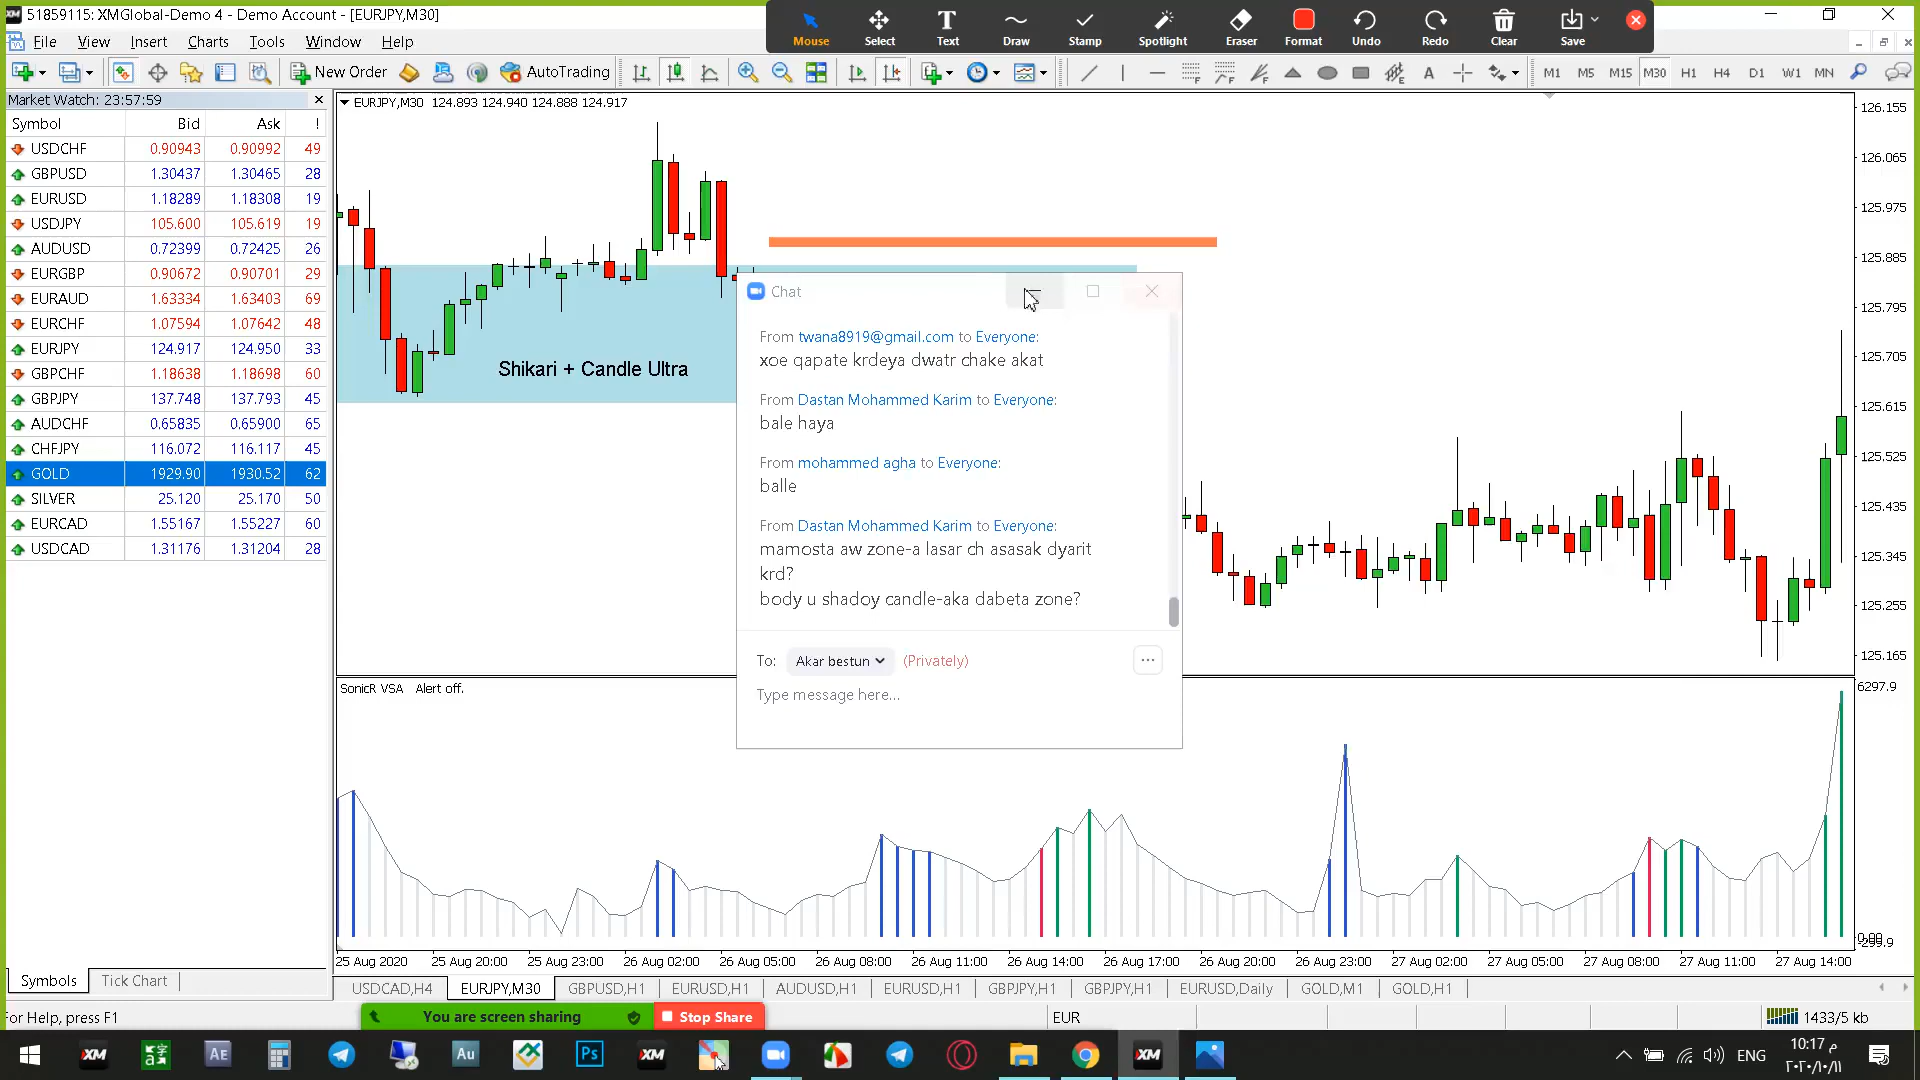 51859115: XMGlobal-Demo 4 - Demo Account - [EURJPY,M30]
Mouse Select Text Draw Stamp Spotlight Eraser Format Undo Redo Clear Save
File View Insert Charts Tools Window Help
New Order AutoTrading M1 M5 M15 M30 H1 H4 D1 W1 MN
Market Watch: 23:57:59
Symbol Bid Ask !
USDCHF 0.90943 0.90992 49
GBPUSD 1.30437 1.30465 28
EURUSD 1.18289 1.18308 19
USDJPY 105.600 105.619 19
AUDUSD 0.72399 0.72425 26
EURGBP 0.90672 0.90701 29
EURAUD 1.63334 1.63403 69
EURCHF 1.07594 1.07642 48
EURJPY 124.917 124.950 33
GBPCHF 1.18638 1.18698 60
GBPJPY 137.748 137.793 45
AUDCHF 0.65835 0.65900 65
CHFJPY 116.072 116.117 45
GOLD 1929.90 1930.52 62
SILVER 25.120 25.170 50
EURCAD 1.55167 1.55227 60
USDCAD 1.31176 1.31204 28
Symbols Tick Chart
EURJPY,M30 124.893 124.940 124.888 124.917
Shikari + Candle Ultra
126.155
126.065
125.975
125.885
125.795
125.705
125.615
125.525
125.435
125.345
125.255
125.165
Chat
From twana8919@gmail.com to Everyone:
xoe qapate krdeya dwatr chake akat
From Dastan Mohammed Karim to Everyone:
bale haya
From mohammed agha to Everyone:
balle
From Dastan Mohammed Karim to Everyone:
mamosta aw zone-a lasar ch asasak dyarit
krd?
body u shadoy candle-aka dabeta zone?
To: Akar bestun (Privately)
Type message here...
SonicR VSA Alert off.
6297.9
0.00
-299.9
25 Aug 2020 25 Aug 20:00 25 Aug 23:00 26 Aug 02:00 26 Aug 05:00 26 Aug 08:00 26 Aug 11:00 26 Aug 14:00 26 Aug 17:00 26 Aug 20:00 26 Aug 23:00 27 Aug 02:00 27 Aug 05:00 27 Aug 08:00 27 Aug 11:00 27 Aug 14:00
USDCAD,H4 EURJPY,M30 GBPUSD,H1 EURUSD,H1 AUDUSD,H1 EURUSD,H1 GBPJPY,H1 GBPJPY,H1 EURUSD,Daily GOLD,M1 GOLD,H1
For Help, press F1
You are screen sharing Stop Share
EUR
1433/5 kb
XM AE Au Ps XM XM
ENG
10:17 م
٢٠٢٠/١٠/١١